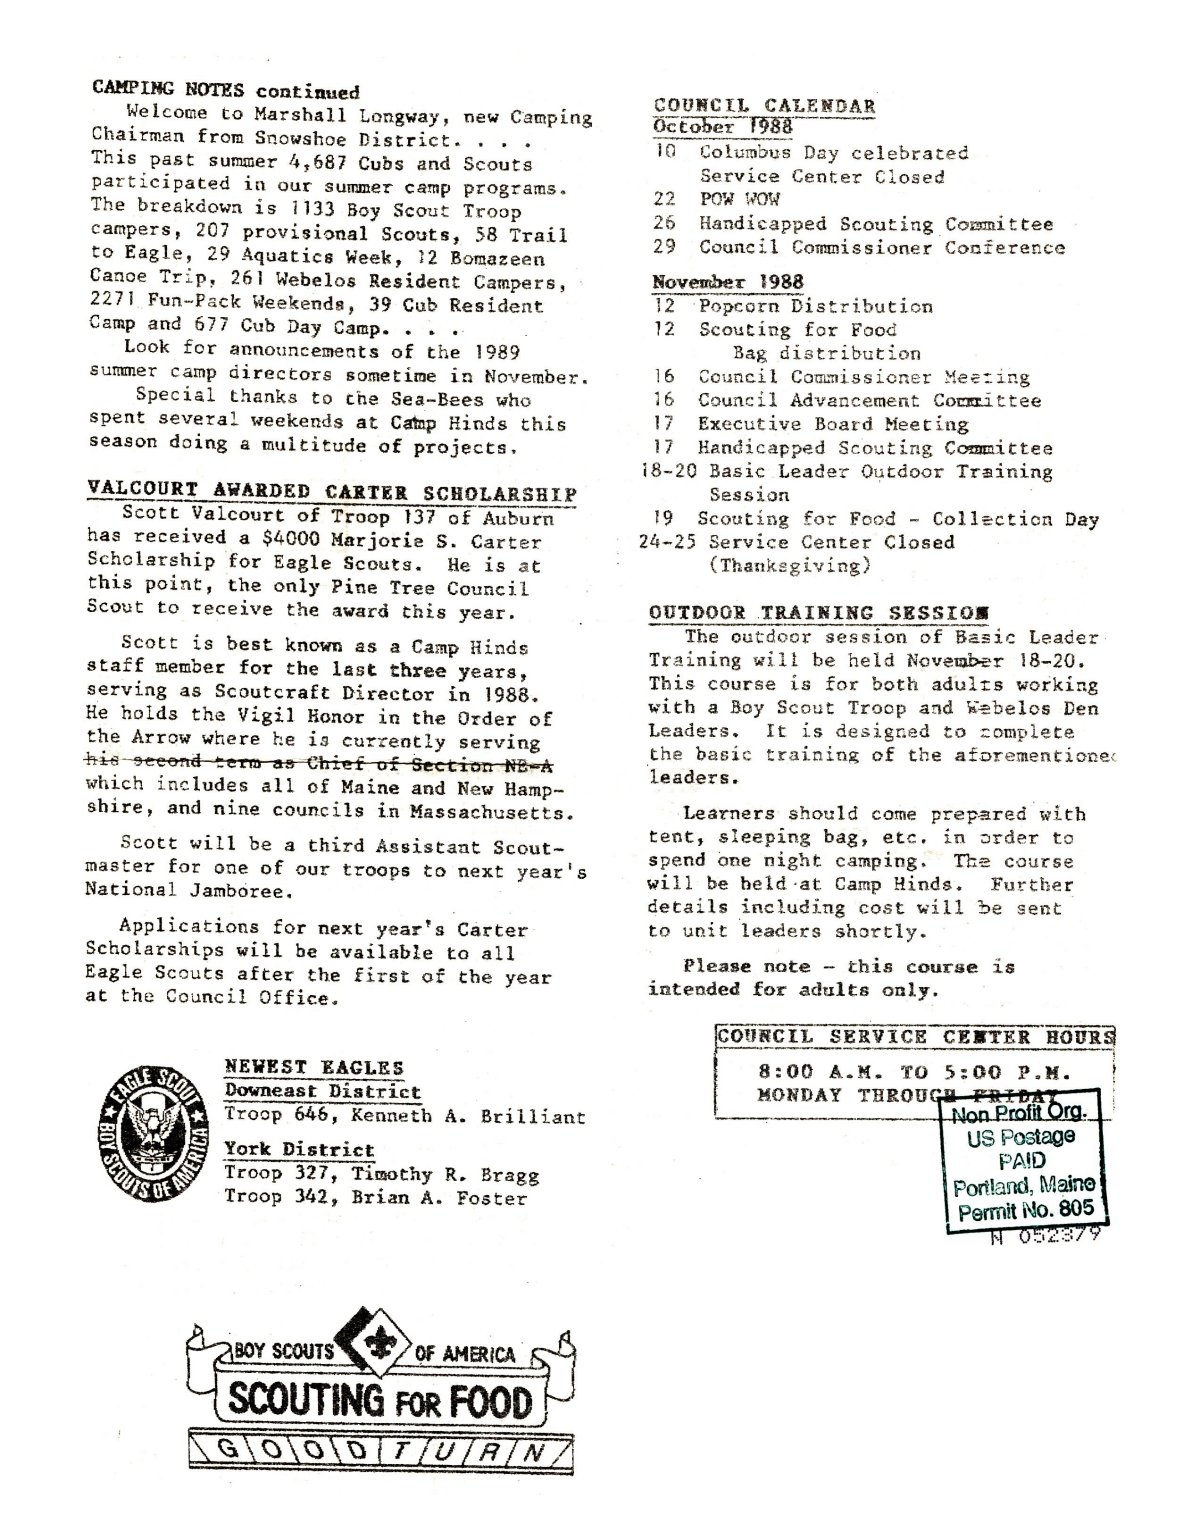 CAMPING NOTES continued
Welcome to Marshall Longway, new Camping
Chairman from Snowshoe District. . . .
This past summer 4,687 Cubs and Scouts
participated in our summer camp programs.
The breakdown is 1133 Boy Scout Troop
campers, 207 provisional Scouts, 58 Trail
to Eagle, 29 Aquatics Week, 12 Bomazeen
Canoe Trip, 261 Webelos Resident Campers,
2271 Fun-Pack Weekends, 39 Cub Resident
Camp and 677 Cub Day Camp. . . .
Look for announcements of the 1989
summer camp directors sometime in November.
Special thanks to the Sea-Bees who
spent several weekends at Camp Hinds this
season doing a multitude of projects.
VALCOURT AWARDED CARTER SCHOLARSHIP
Scott Valcourt of Troop 137 of Auburn
has received a $4000 Marjorie S. Carter
Scholarship for Eagle Scouts. He is at
this point, the only Pine Tree Council
Scout to receive the award this year.
Scott is best known as a Camp Hinds
staff member for the last three years,
serving as Scoutcraft Director in 1988.
He holds the Vigil Honor in the Order of
the Arrow where he is currently serving
his second term as Chief of Section NE-A
which includes all of Maine and New Hamp-
shire, and nine councils in Massachusetts.
Scott will be a third Assistant Scout-
master for one of our troops to next year's
National Jamboree.
Applications for next year's Carter
Scholarships will be available to all
Eagle Scouts after the first of the year
at the Council Office.
EAGLE SCOUT
BOY SCOUTS OF AMERICA
NEWEST EAGLES
Downeast District
Troop 646, Kenneth A. Brilliant
York District
Troop 327, Timothy R. Bragg
Troop 342, Brian A. Foster
BOY SCOUTS OF AMERICA
SCOUTING FOR FOOD
GOOD TURN
COUNCIL CALENDAR
October 1988
10 Columbus Day celebrated
Service Center Closed
22 POW WOW
26 Handicapped Scouting Committee
29 Council Commissioner Conference
November 1988
12 Popcorn Distribution
12 Scouting for Food
Bag distribution
16 Council Commissioner Meeting
16 Council Advancement Committee
17 Executive Board Meeting
17 Handicapped Scouting Committee
18-20 Basic Leader Outdoor Training
Session
19 Scouting for Food - Collection Day
24-25 Service Center Closed
(Thanksgiving)
OUTDOOR TRAINING SESSION
The outdoor session of Basic Leader
Training will be held November 18-20.
This course is for both adults working
with a Boy Scout Troop and Webelos Den
Leaders. It is designed to complete
the basic training of the aforementioned
leaders.
Learners should come prepared with
tent, sleeping bag, etc. in order to
spend one night camping. The course
will be held at Camp Hinds. Further
details including cost will be sent
to unit leaders shortly.
Please note - this course is
intended for adults only.
COUNCIL SERVICE CENTER HOURS
8:00 A.M. TO 5:00 P.M.
MONDAY THROUGH FRIDAY
Non Profit Org.
US Postage
PAID
Portland, Maine
Permit No. 805
N 052379